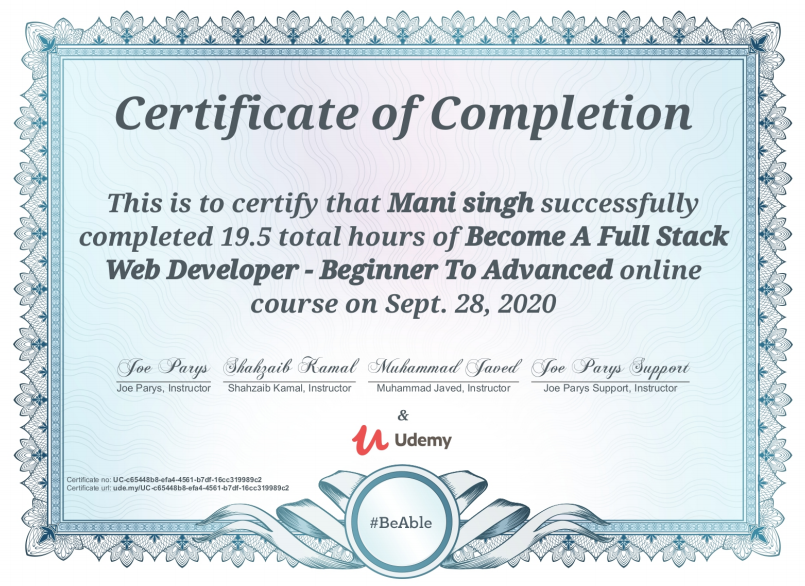 Certificate of Completion
This is to certify that Mani singh successfully
completed 19.5 total hours of Become A Full Stack
Web Developer - Beginner To Advanced online
course on Sept. 28, 2020
Joe Parys Shahzaib Kamal Muhammad Javed Joe Parys Support
Joe Parys, Instructor Shahzaib Kamal, Instructor Muhammad Javed, Instructor Joe Parys Support, Instructor
&
Udemy
Certificate no: UC-c65448b8-efa4-4561-b7df-16cc319989c2
Certificate url: ude.my/UC-c65448b8-efa4-4561-b7df-16cc319989c2
#BeAble